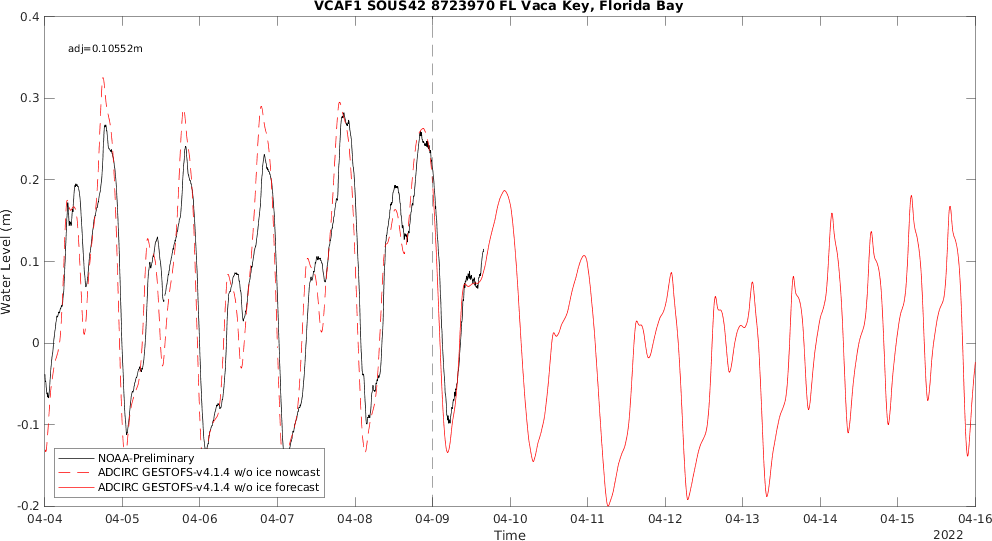 VCAF1 SOUS42 8723970 FL Vaca Key, Florida Bay
adj=0.10552m
0.4
0.3
0.2
0.1
0
-0.1
-0.2
Water Level (m)
NOAA-Preliminary
ADCIRC GESTOFS-v4.1.4 w/o ice nowcast
ADCIRC GESTOFS-v4.1.4 w/o ice forecast
04-04 04-05 04-06 04-07 04-08 04-09 04-10 04-11 04-12 04-13 04-14 04-15 04-16
Time
2022